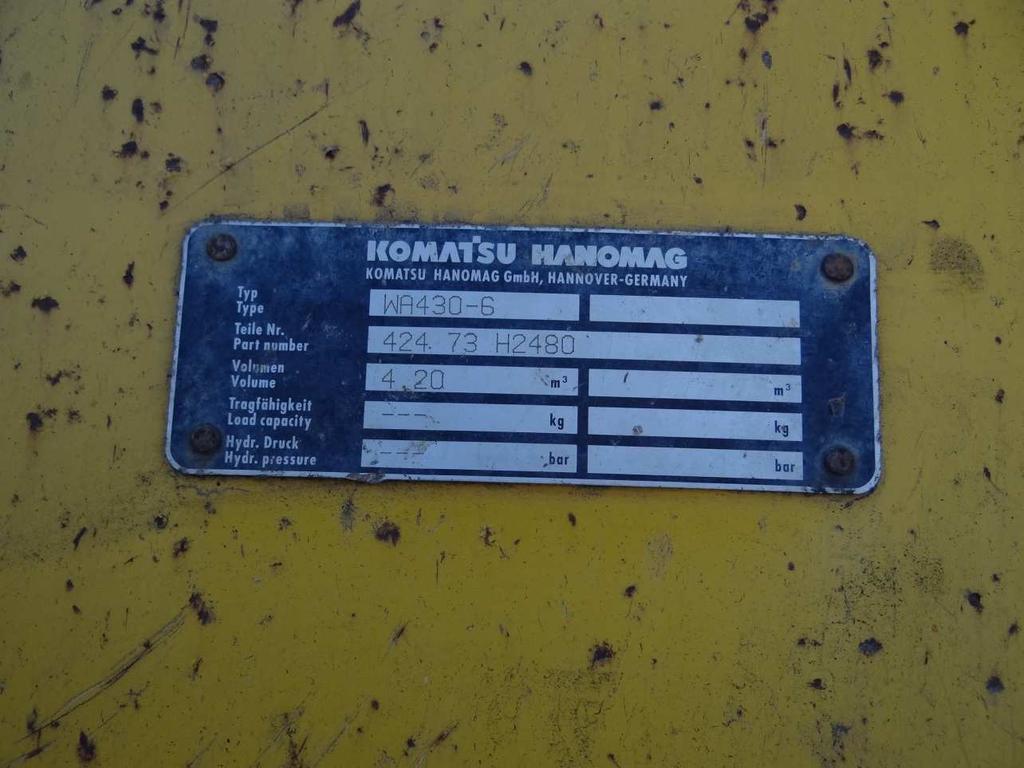 KOMATSU HANOMAG
KOMATSU HANOMAG GmbH, HANNOVER-GERMANY
Typ
Type WA430-6
Teile Nr.
Part number 424 73 H2480
Volumen
Volume 4.20 m³ m³
Tragfähigkeit
Load capacity --- kg kg
Hydr. Druck
Hydr. pressure --- bar bar